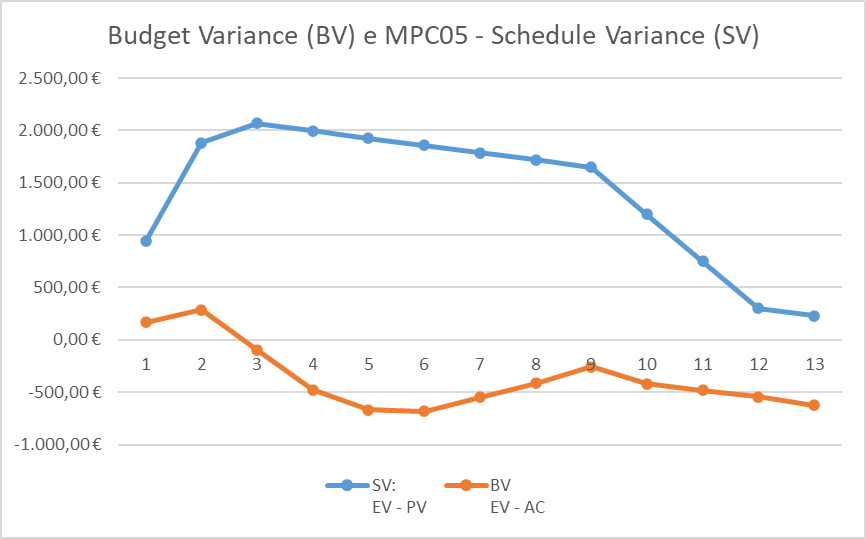 Budget Variance (BV) e MPC05 - Schedule Variance (SV)
2.500,00 €
2.000,00 €
1.500,00 €
1.000,00 €
500,00 €
0,00 €
-500,00 €
-1.000,00 €
1 2 3 4 5 6 7 8 9 10 11 12 13
SV: BV
EV - PV EV - AC